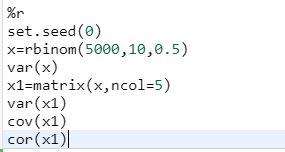 %r
set.seed(0)
x=rbinom(5000,10,0.5)
var(x)
x1=matrix(x,ncol=5)
var(x1)
cov(x1)
cor(x1)